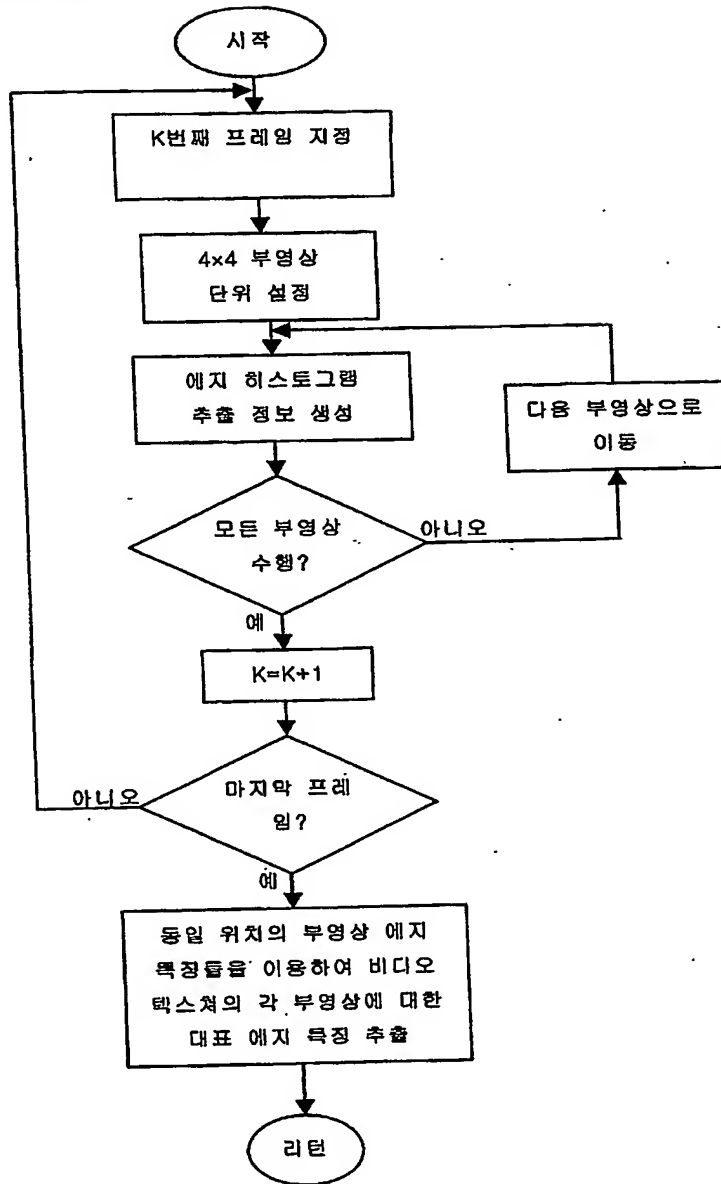 시작
K번째 프레임 지정
4×4 부영상
단위 설정
에지 히스토그램
추출 정보 생성
다음 부영상으로
이동
모든 부영상
수행?
아니오
예
K=K+1
마지막 프레
임?
아니오
예
동일 위치의 부영상 에지
특징들을 이용하여 비디오
텍스쳐의 각 부영상에 대한
대표 에지 특징 추출
리턴